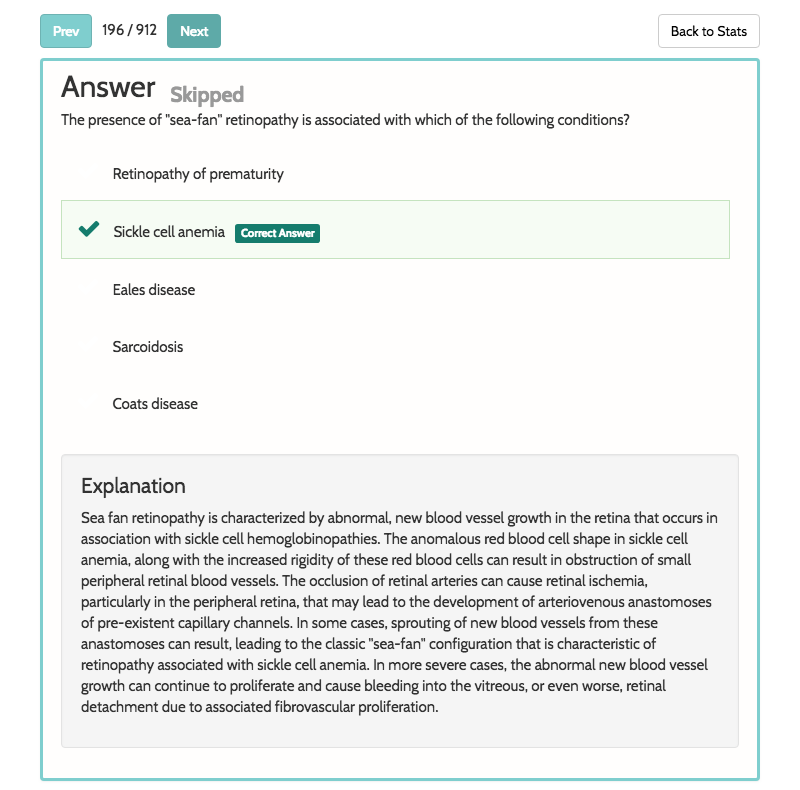 Prev 196 / 912 Next Back to Stats
Answer Skipped
The presence of "sea-fan" retinopathy is associated with which of the following conditions?
Retinopathy of prematurity
Sickle cell anemia Correct Answer
Eales disease
Sarcoidosis
Coats disease
Explanation
Sea fan retinopathy is characterized by abnormal, new blood vessel growth in the retina that occurs in
association with sickle cell hemoglobinopathies. The anomalous red blood cell shape in sickle cell
anemia, along with the increased rigidity of these red blood cells can result in obstruction of small
peripheral retinal blood vessels. The occlusion of retinal arteries can cause retinal ischemia,
particularly in the peripheral retina, that may lead to the development of arteriovenous anastomoses
of pre-existent capillary channels. In some cases, sprouting of new blood vessels from these
anastomoses can result, leading to the classic "sea-fan" configuration that is characteristic of
retinopathy associated with sickle cell anemia. In more severe cases, the abnormal new blood vessel
growth can continue to proliferate and cause bleeding into the vitreous, or even worse, retinal
detachment due to associated fibrovascular proliferation.